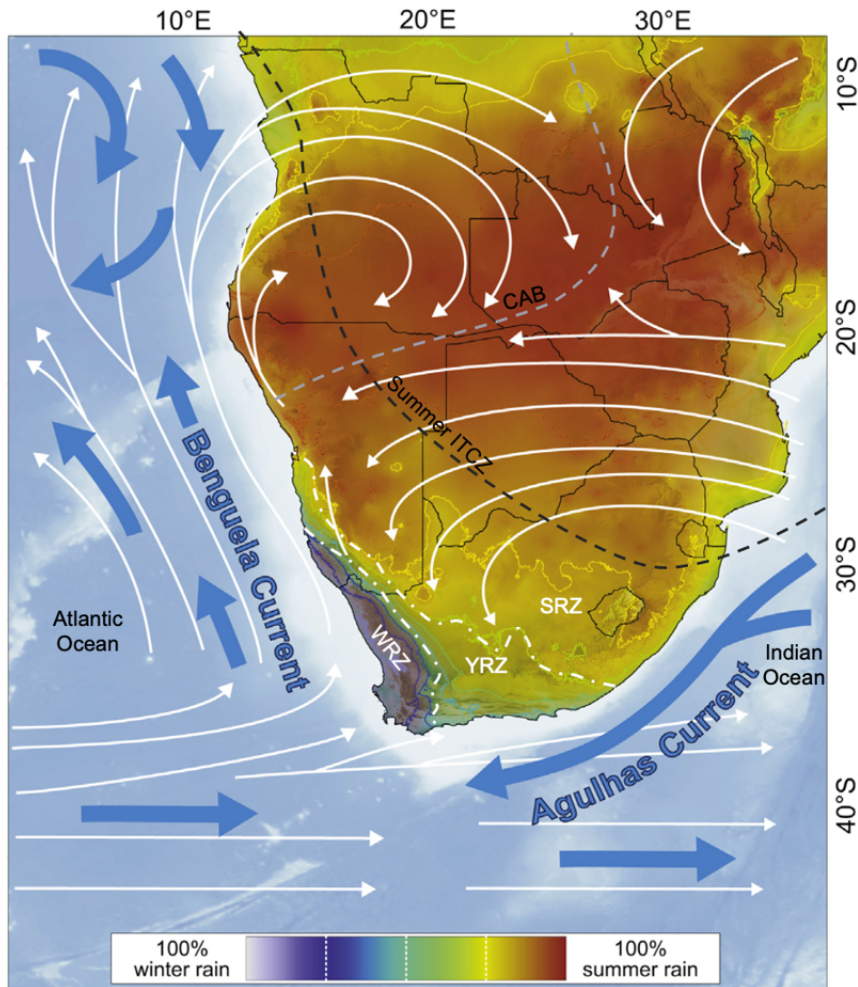 10°E
20°E
30°E
10°S
20°S
30°S
40°S
CAB
Summer ITCZ
Benguela Current
Atlantic
Ocean
WRZ
YRZ
SRZ
Indian
Ocean
Agulhas Current
100%
winter rain
100%
summer rain